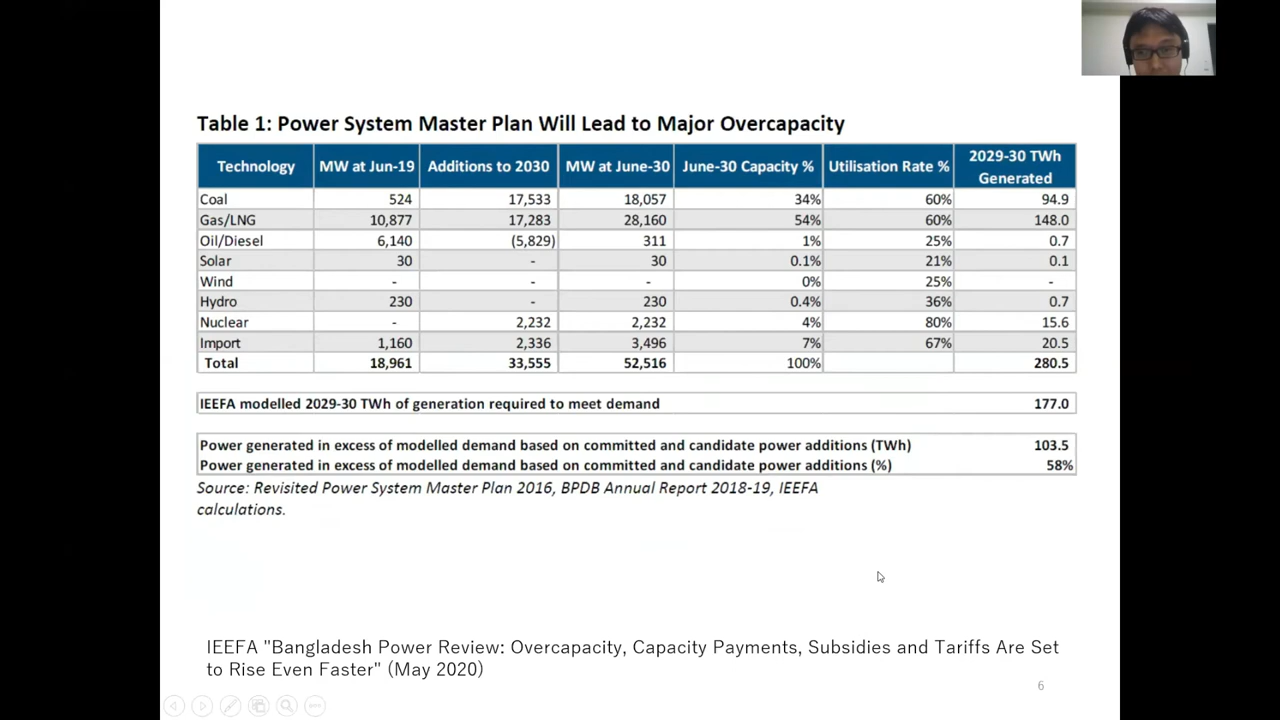 Table 1: Power System Master Plan Will Lead to Major Overcapacity
Technology MW at Jun-19 Additions to 2030 MW at June-30 June-30 Capacity % Utilisation Rate % 2029-30 TWh Generated
Coal 524 17,533 18,057 34% 60% 94.9
Gas/LNG 10,877 17,283 28,160 54% 60% 148.0
Oil/Diesel 6,140 (5,829) 311 1% 25% 0.7
Solar 30 - 30 0.1% 21% 0.1
Wind - - - 0% 25% -
Hydro 230 - 230 0.4% 36% 0.7
Nuclear - 2,232 2,232 4% 80% 15.6
Import 1,160 2,336 3,496 7% 67% 20.5
Total 18,961 33,555 52,516 100% 280.5
IEEFA modelled 2029-30 TWh of generation required to meet demand 177.0
Power generated in excess of modelled demand based on committed and candidate power additions (TWh) 103.5
Power generated in excess of modelled demand based on committed and candidate power additions (%) 58%
Source: Revisited Power System Master Plan 2016, BPDB Annual Report 2018-19, IEEFA
calculations.
IEEFA "Bangladesh Power Review: Overcapacity, Capacity Payments, Subsidies and Tariffs Are Set
to Rise Even Faster" (May 2020)
6